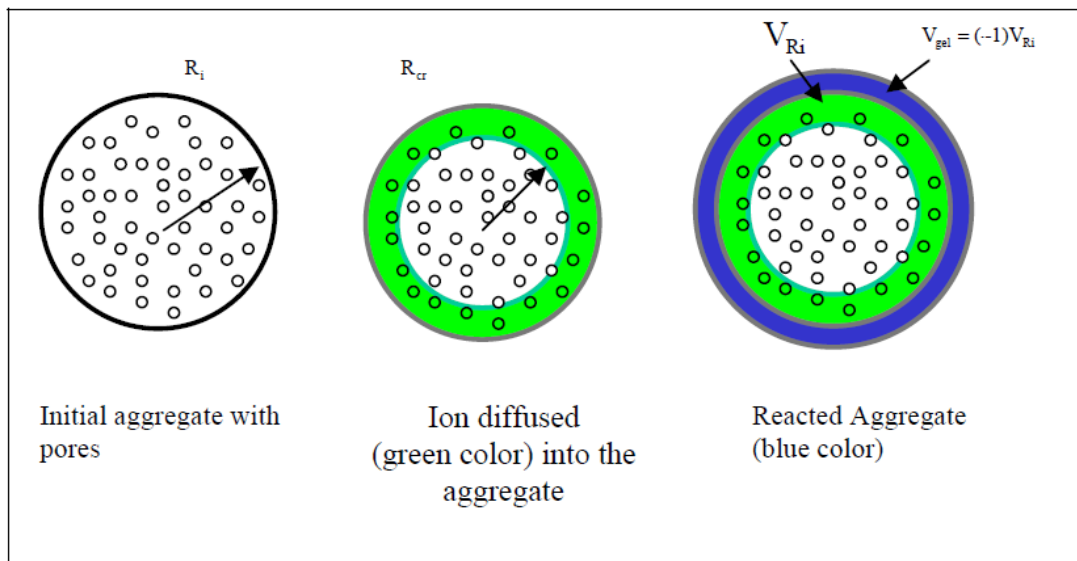 R_i
R_cr
V_Ri
V_gel = (--1)V_Ri
Initial aggregate with
pores
Ion diffused
(green color) into the
aggregate
Reacted Aggregate
(blue color)